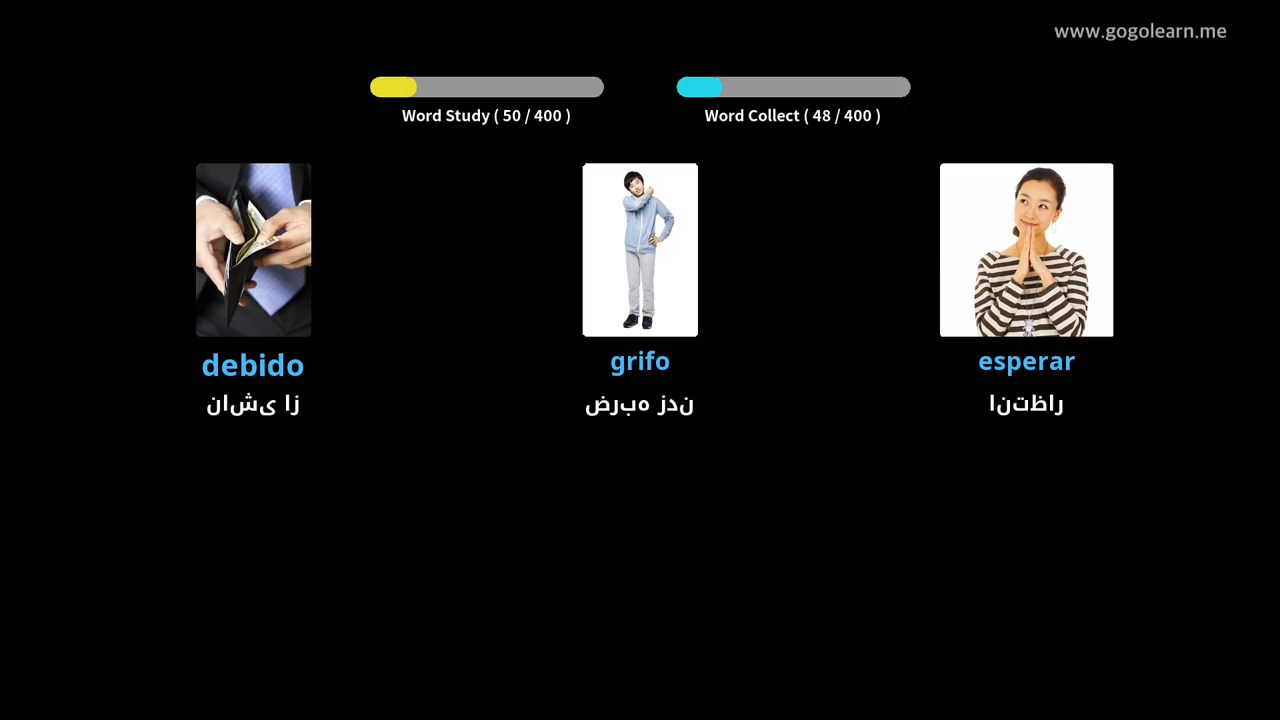 www.gogolearn.me
Word Study ( 50 / 400 )
Word Collect ( 48 / 400 )
debido
grifo
esperar
ناشی از
ضربه زدن
انتظار